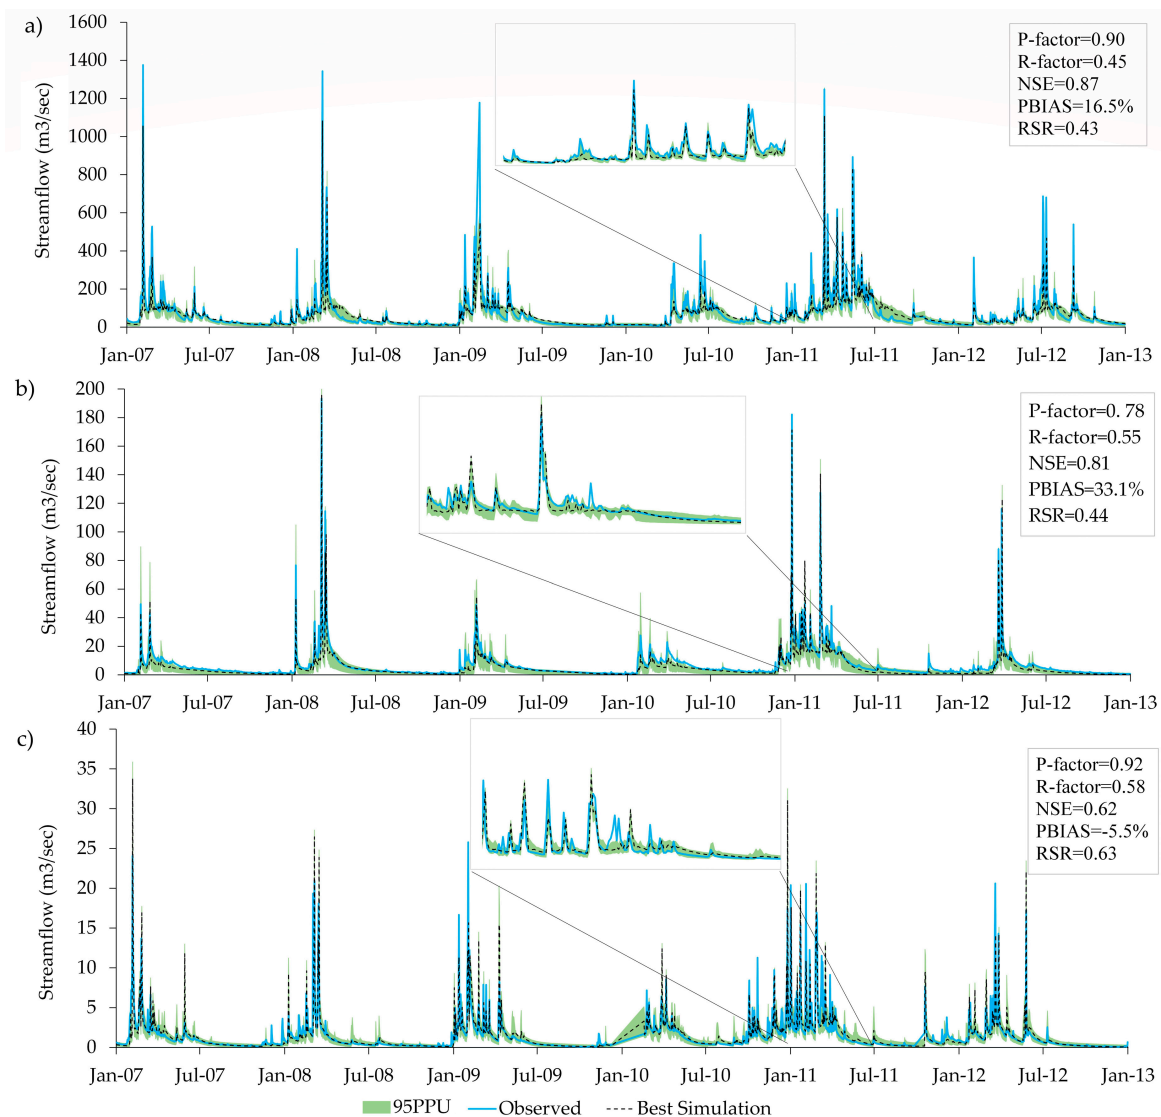 a)
Streamflow (m3/sec)
1600
1400
1200
1000
800
600
400
200
0
P-factor=0.90
R-factor=0.45
NSE=0.87
PBIAS=16.5%
RSR=0.43
Jan-07 Jul-07 Jan-08 Jul-08 Jan-09 Jul-09 Jan-10 Jul-10 Jan-11 Jul-11 Jan-12 Jul-12 Jan-13
b)
Streamflow (m3/sec)
200
180
160
140
120
100
80
60
40
20
0
P-factor=0. 78
R-factor=0.55
NSE=0.81
PBIAS=33.1%
RSR=0.44
Jan-07 Jul-07 Jan-08 Jul-08 Jan-09 Jul-09 Jan-10 Jul-10 Jan-11 Jul-11 Jan-12 Jul-12 Jan-13
c)
Streamflow (m3/sec)
40
35
30
25
20
15
10
5
0
P-factor=0.92
R-factor=0.58
NSE=0.62
PBIAS=-5.5%
RSR=0.63
Jan-07 Jul-07 Jan-08 Jul-08 Jan-09 Jul-09 Jan-10 Jul-10 Jan-11 Jul-11 Jan-12 Jul-12 Jan-13
95PPU Observed Best Simulation